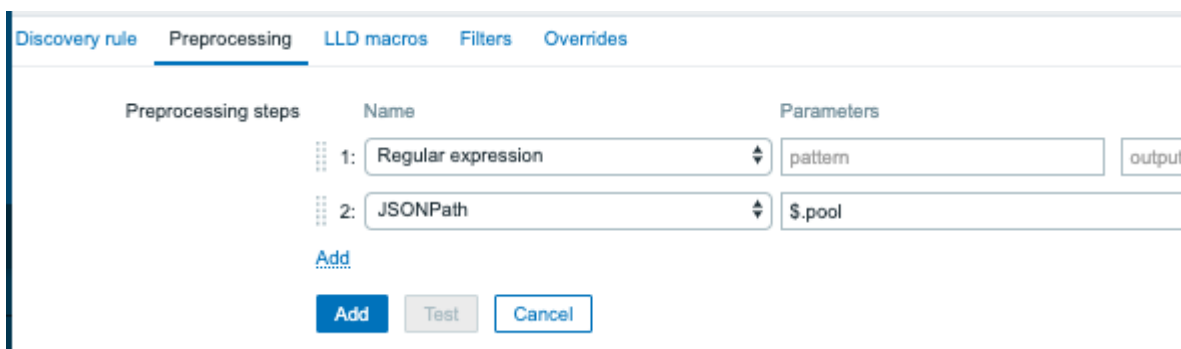 Discovery rule Preprocessing LLD macros Filters Overrides
Preprocessing steps Name Parameters
1: Regular expression pattern output
2: JSONPath $.pool
Add
Add Test Cancel